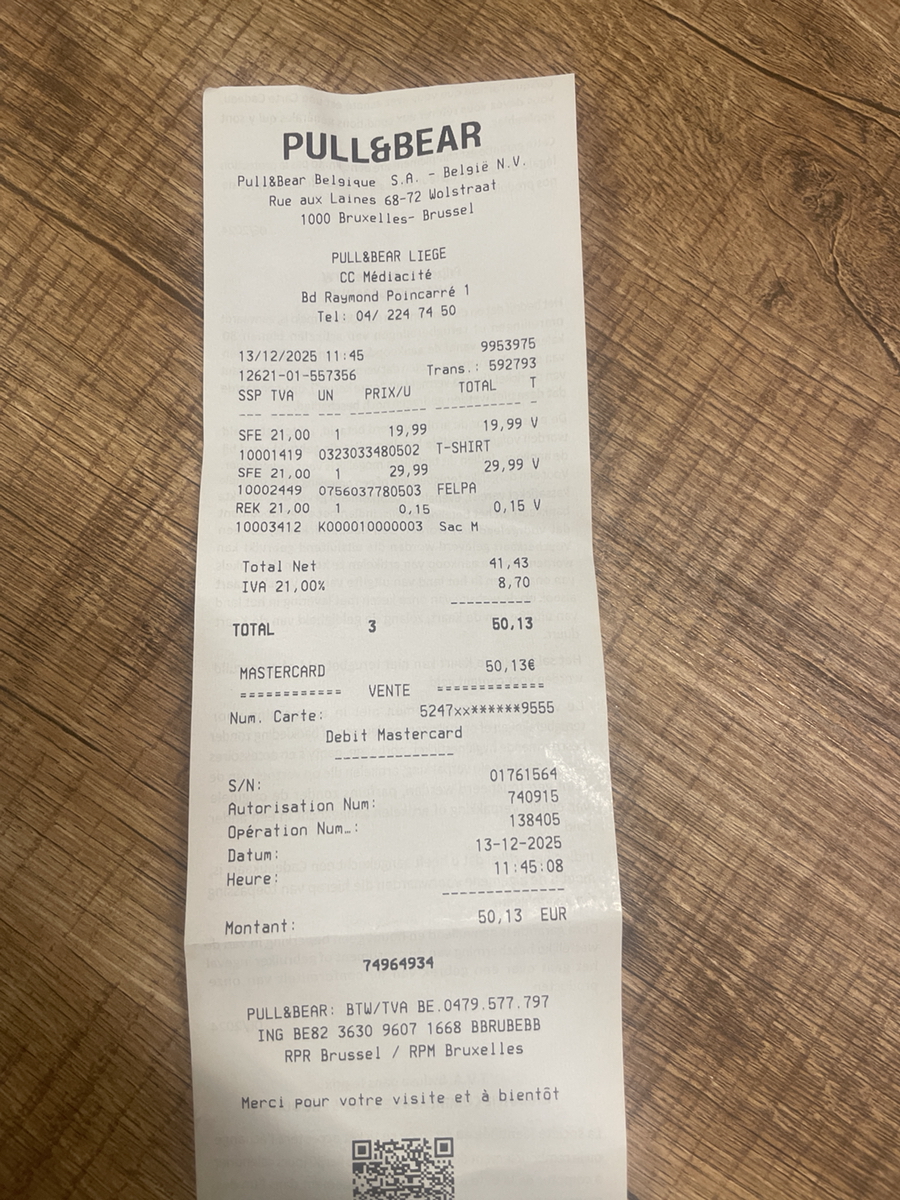 PULL&BEAR
Pull&Bear Belgique S.A. - België N.V.
Rue aux Laines 68-72 Wolstraat
1000 Bruxelles- Brussel
PULL&BEAR LIEGE
CC Médiacité
Bd Raymond Poincarré 1
Tel: 04/ 224 74 50
13/12/2025 11:45 9953975
12621-01-557356 Trans.: 592793
SSP TVA UN PRIX/U TOTAL T
--- ----- --- ---------- ----------- -
SFE 21,00 1 19,99 19,99 V
10001419 0323033480502 T-SHIRT
SFE 21,00 1 29,99 29,99 V
10002449 0756037780503 FELPA
REK 21,00 1 0,15 0,15 V
10003412 K000010000003 Sac M
Total Net 41,43
IVA 21,00% 8,70
----------
TOTAL 3 50,13
MASTERCARD 50,13€
============ VENTE ============
Num. Carte: 5247xx******9555
Debit Mastercard
--------------
S/N: 01761564
Autorisation Num: 740915
Opération Num…: 138405
Datum: 13-12-2025
Heure: 11:45:08
--------------
Montant: 50,13 EUR
74964934
PULL&BEAR: BTW/TVA BE.0479.577.797
ING BE82 3630 9607 1668 BBRUBEBB
RPR Brussel / RPM Bruxelles
Merci pour votre visite et à bientôt